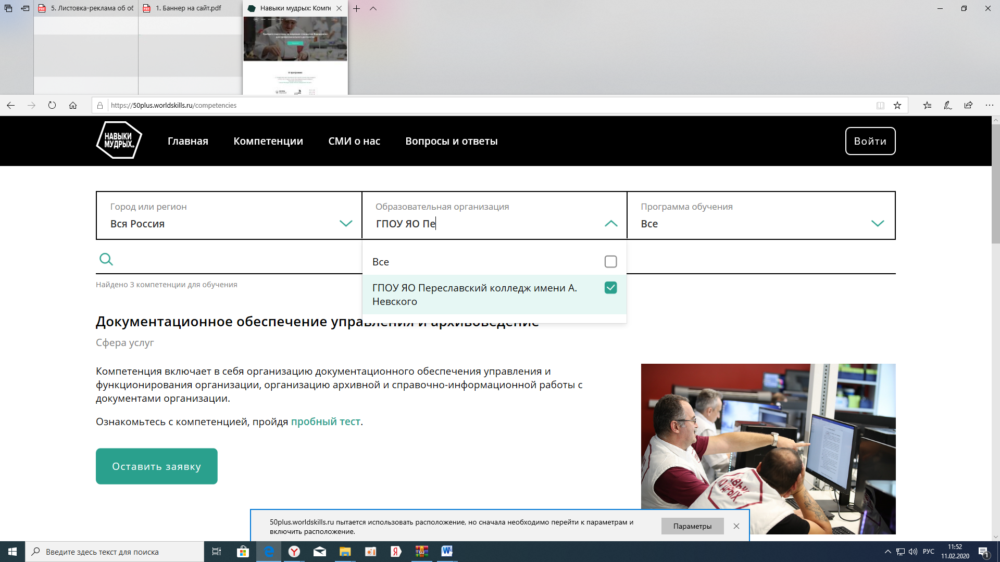 5. Листовка-реклама об об
1. Баннер на сайт.pdf
Навыки мудрых: Компе
О программе
https://50plus.worldskills.ru/competencies
НАВЫКИ
МУДРЫХ
Главная
Компетенции
СМИ о нас
Вопросы и ответы
Войти
Город или регион
Вся Россия
Образовательная организация
ГПОУ ЯО Пе
Программа обучения
Все
Все
ГПОУ ЯО Переславский колледж имени А.
Невского
Найдено 3 компетенции для обучения
Документационное обеспечение управления и архивоведение
Сфера услуг
Компетенция включает в себя организацию документационного обеспечения управления и
функционирования организации, организацию архивной и справочно-информационной работы с
документами организации.
Ознакомьтесь с компетенцией, пройдя пробный тест.
Оставить заявку
50plus.worldskills.ru пытается использовать расположение, но сначала необходимо перейти к параметрам и
включить расположение.
Параметры
Введите здесь текст для поиска
РУС
11:52
11.02.2020
1